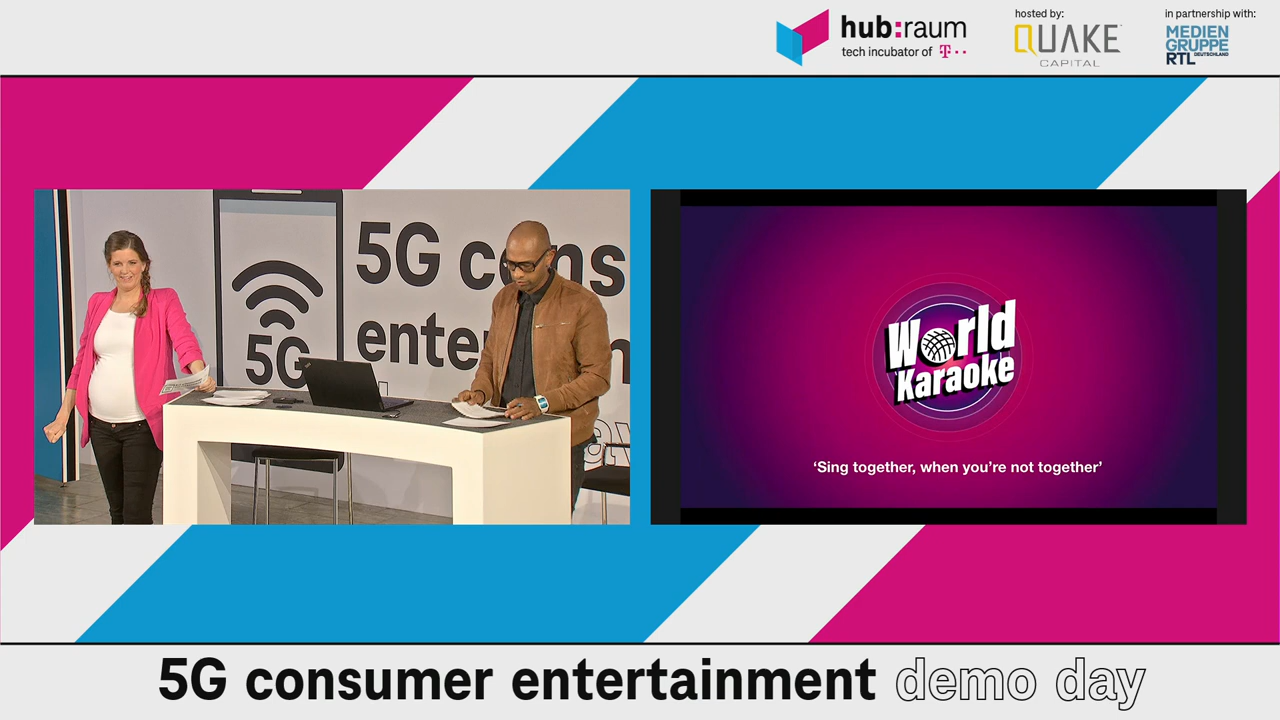 hub:raum
tech incubator of T
hosted by:
QUAKE
CAPITAL
in partnership with:
MEDIEN
GRUPPE
RTL DEUTSCHLAND
5G cons
ente
5G
World
Karaoke
‘Sing together, when you’re not together’
5G consumer entertainment demo day